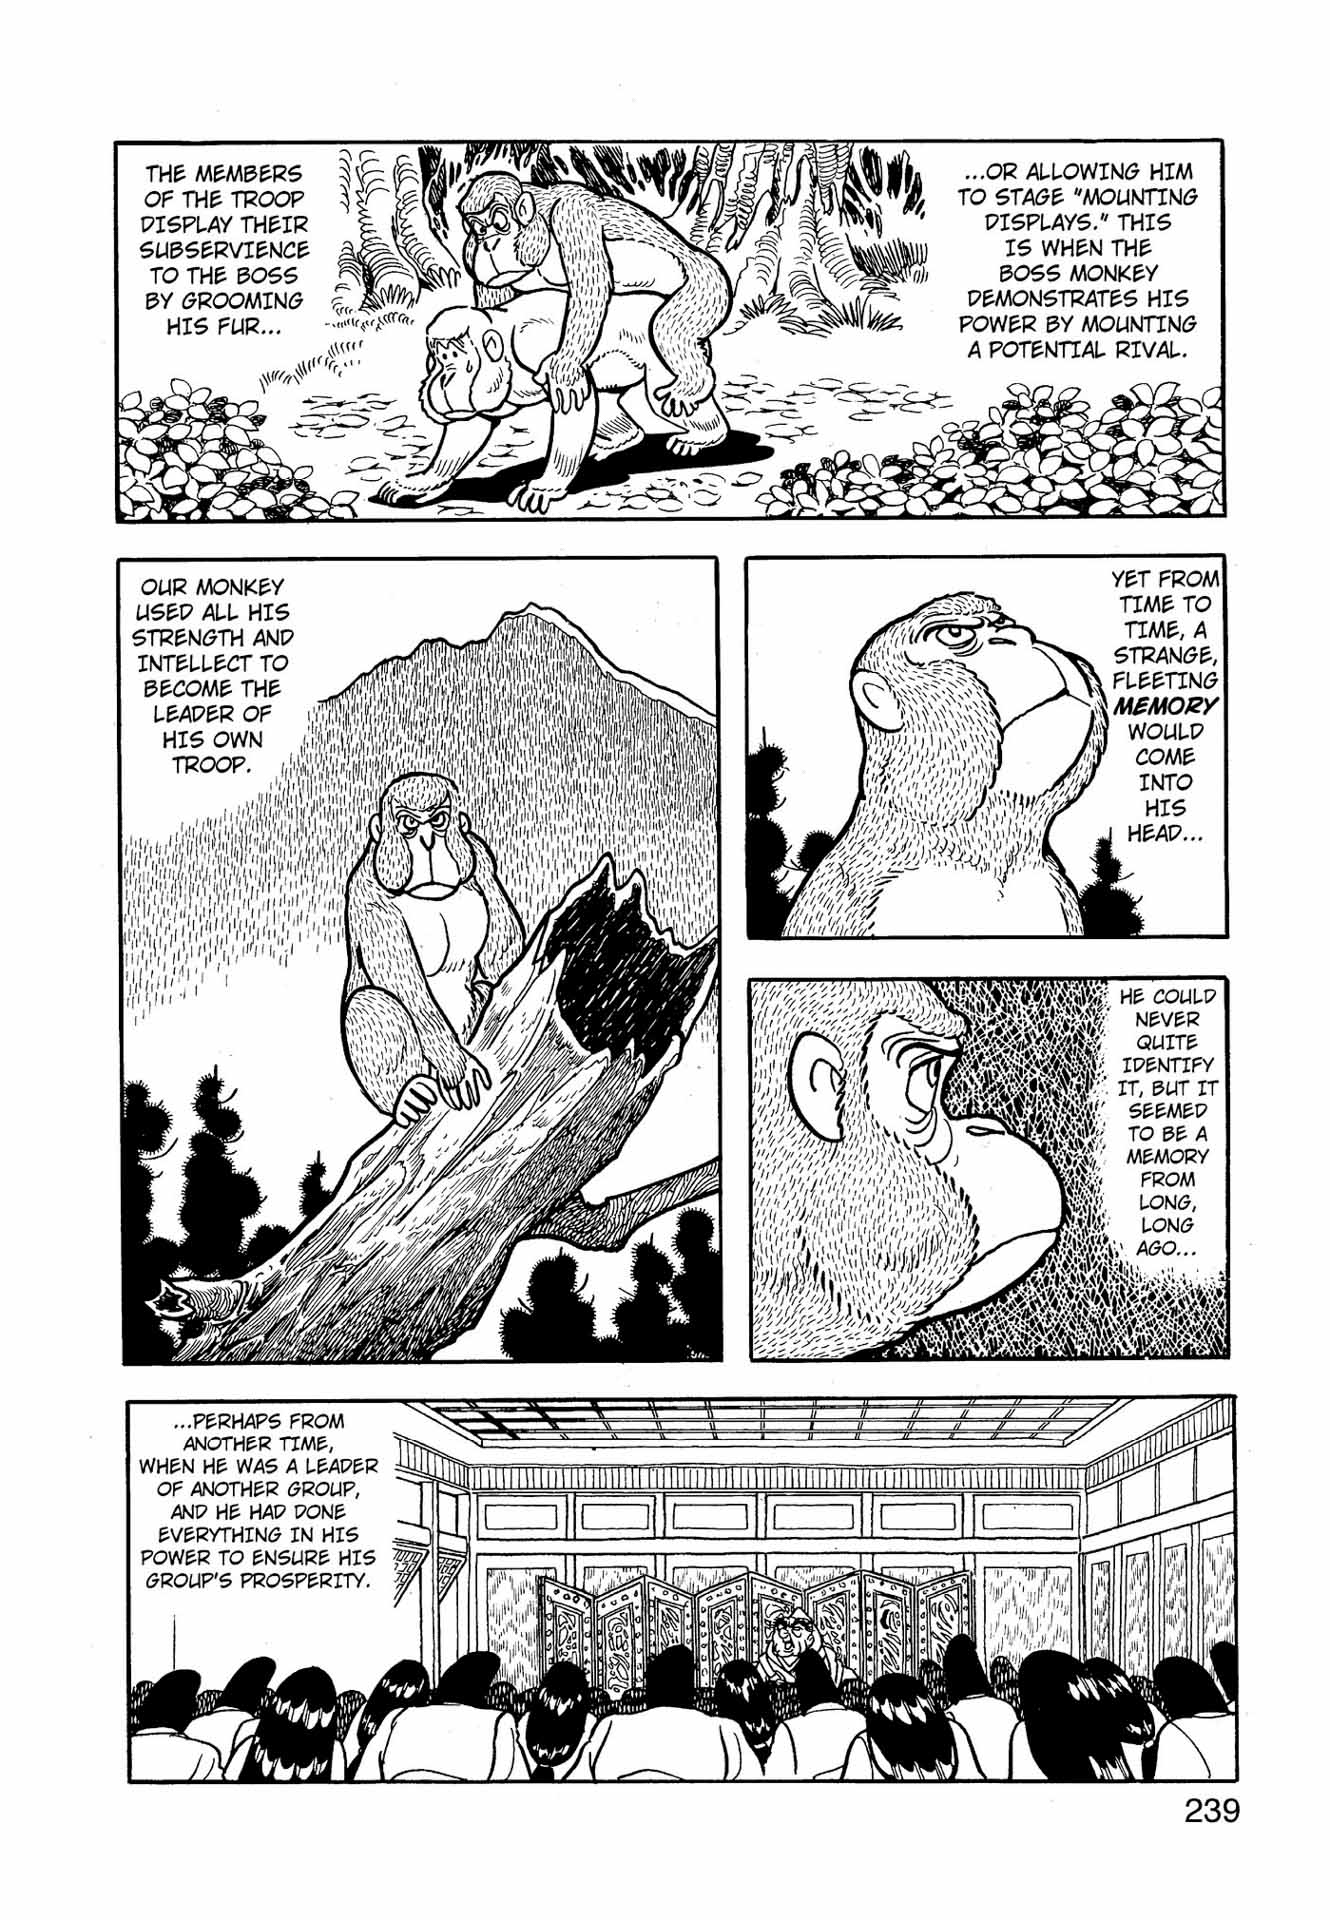 THE MEMBERS
OF THE TROOP
DISPLAY THEIR
SUBSERVIENCE
TO THE BOSS
BY GROOMING
HIS FUR...
...OR ALLOWING HIM
TO STAGE "MOUNTING
DISPLAYS." THIS
IS WHEN THE
BOSS MONKEY
DEMONSTRATES HIS
POWER BY MOUNTING
A POTENTIAL RIVAL.
OUR MONKEY
USED ALL HIS
STRENGTH AND
INTELLECT TO
BECOME THE
LEADER OF
HIS OWN
TROOP.
YET FROM
TIME TO
TIME, A
STRANGE,
FLEETING
MEMORY
WOULD
COME
INTO
HIS
HEAD...
HE COULD
NEVER
QUITE
IDENTIFY
IT, BUT IT
SEEMED
TO BE A
MEMORY
FROM
LONG,
LONG
AGO...
...PERHAPS FROM
ANOTHER TIME,
WHEN HE WAS A LEADER
OF ANOTHER GROUP,
AND HE HAD DONE
EVERYTHING IN HIS
POWER TO ENSURE HIS
GROUP'S PROSPERITY.
239